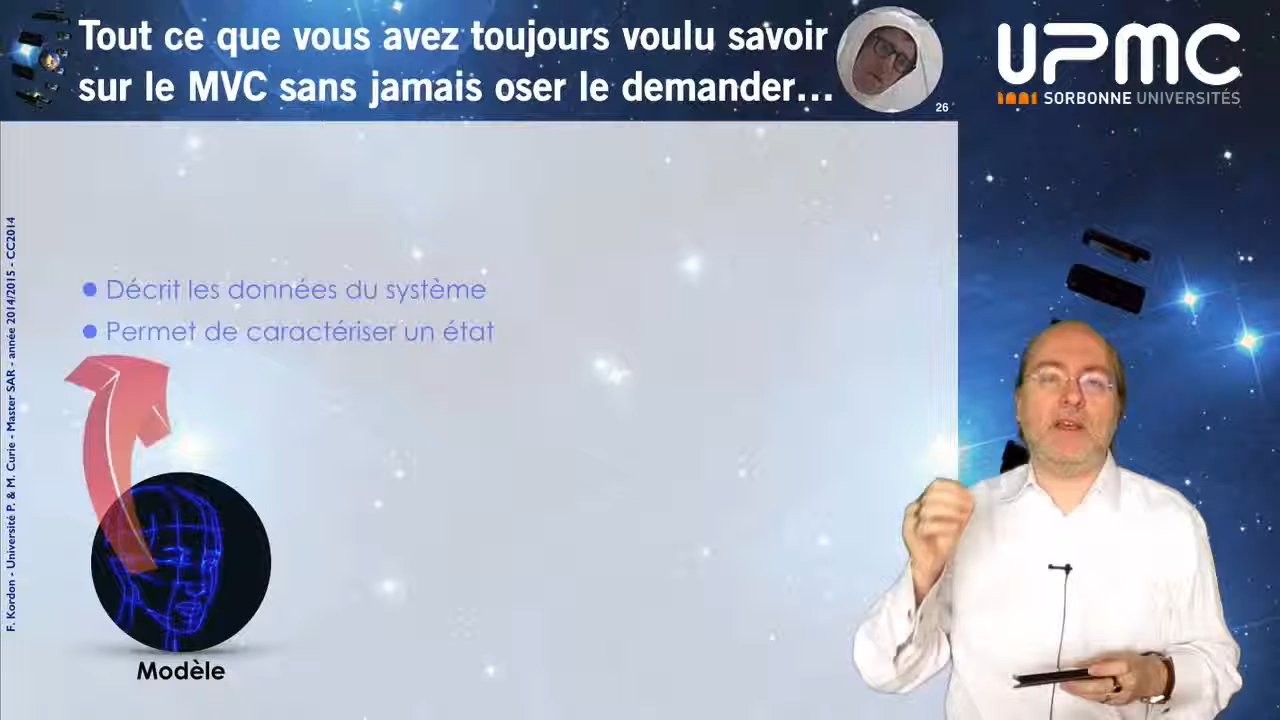 Tout ce que vous avez toujours voulu savoir
sur le MVC sans jamais oser le demander...
26
UPMC
SORBONNE UNIVERSITÉS
F. Kordon - Université P. & M. Curie - Master SAR - année 2014/2015 - CC2014
● Décrit les données du système
● Permet de caractériser un état
Modèle